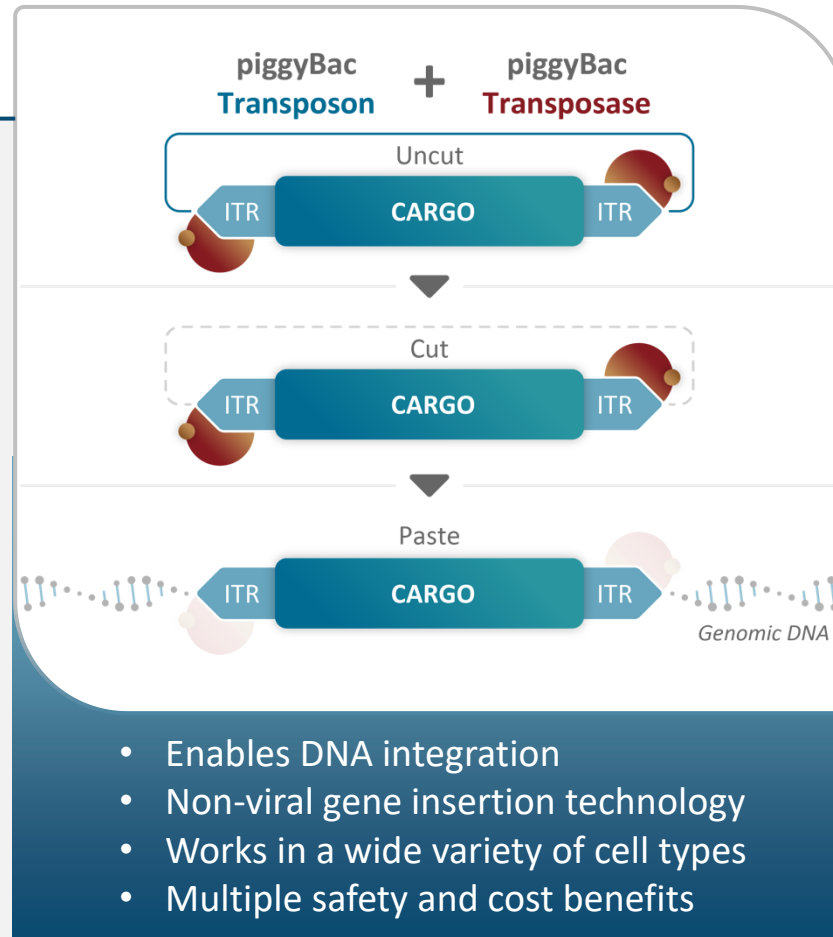 piggyBac + piggyBac
Transposon Transposase
Uncut
ITR CARGO ITR
Cut
ITR CARGO ITR
Paste
ITR CARGO ITR
Genomic DNA
• Enables DNA integration
• Non-viral gene insertion technology
• Works in a wide variety of cell types
• Multiple safety and cost benefits